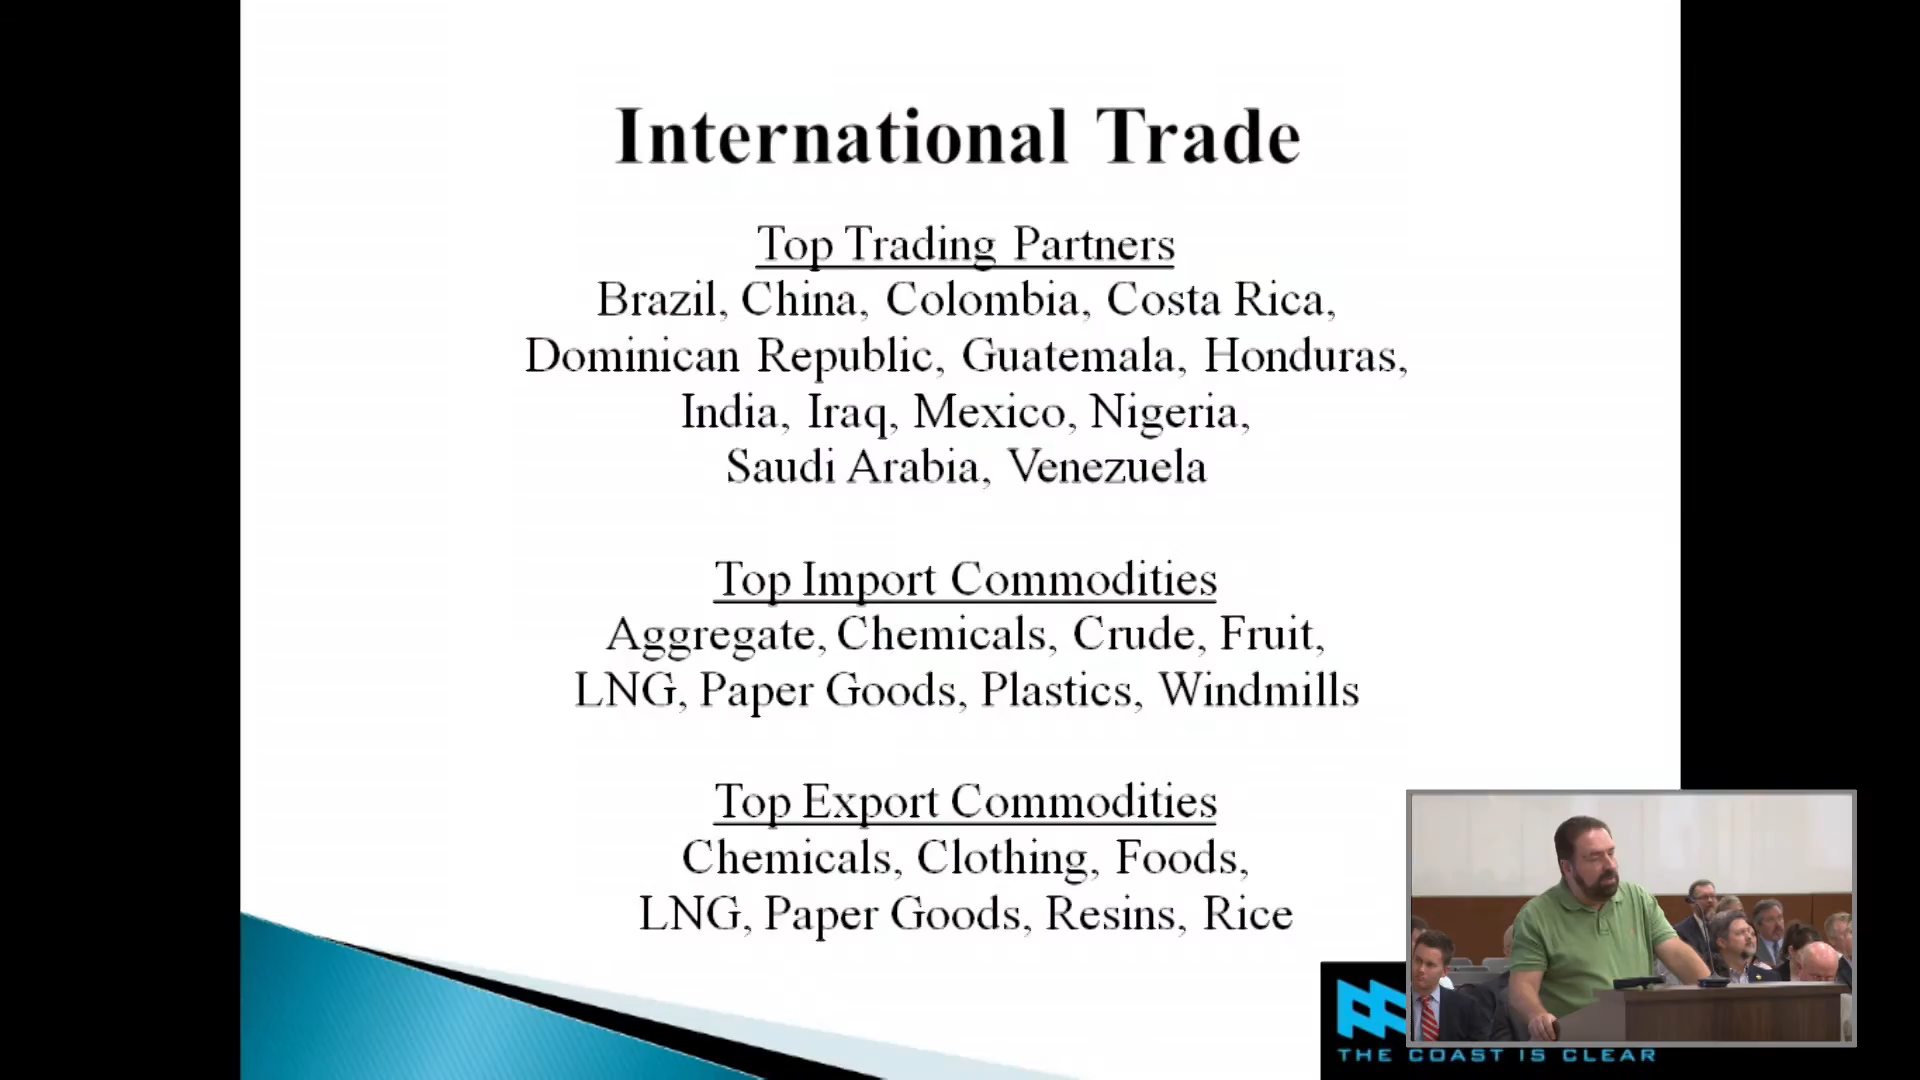 International Trade
Top Trading Partners
Brazil, China, Colombia, Costa Rica,
Dominican Republic, Guatemala, Honduras,
India, Iraq, Mexico, Nigeria,
Saudi Arabia, Venezuela
Top Import Commodities
Aggregate, Chemicals, Crude, Fruit,
LNG, Paper Goods, Plastics, Windmills
Top Export Commodities
Chemicals, Clothing, Foods,
LNG, Paper Goods, Resins, Rice
THE COAST IS CLEAR